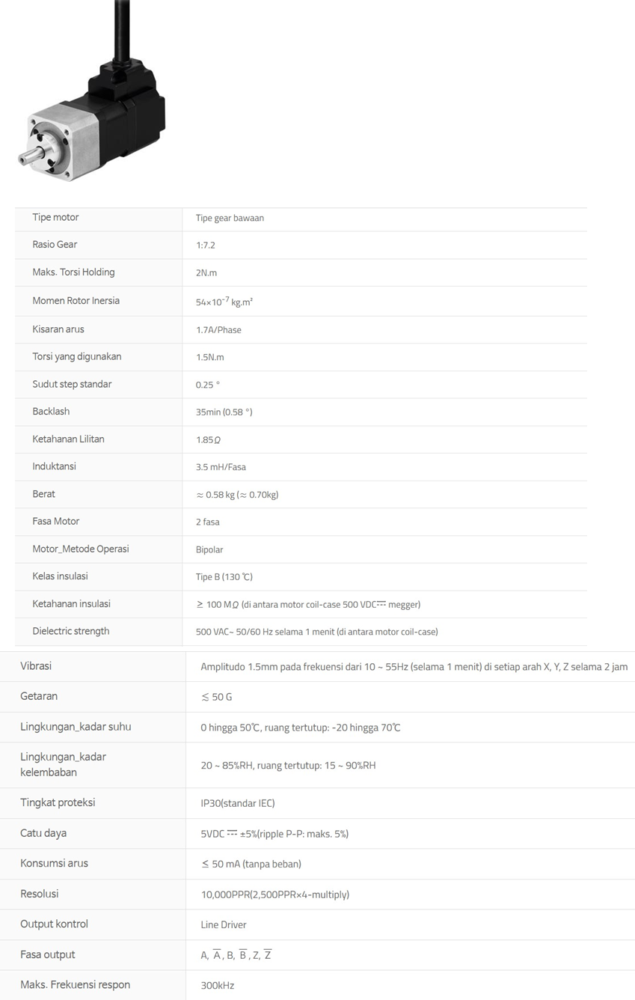 Tipe motor Tipe gear bawaan
Rasio Gear 1:7.2
Maks. Torsi Holding 2N.m
Momen Rotor Inersia 54×10⁻⁷ kg.m²
Kisaran arus 1.7A/Phase
Torsi yang digunakan 1.5N.m
Sudut step standar 0.25 °
Backlash 35min (0.58 °)
Ketahanan Lilitan 1.85Ω
Induktansi 3.5 mH/Fasa
Berat ≈ 0.58 kg (≈ 0.70kg)
Fasa Motor 2 fasa
Motor_Metode Operasi Bipolar
Kelas insulasi Tipe B (130 ℃)
Ketahanan insulasi ≥ 100 MΩ (di antara motor coil-case 500 VDC⎓ megger)
Dielectric strength 500 VAC~ 50/60 Hz selama 1 menit (di antara motor coil-case)
Vibrasi Amplitudo 1.5mm pada frekuensi dari 10 ~ 55Hz (selama 1 menit) di setiap arah X, Y, Z selama 2 jam
Getaran ≲ 50 G
Lingkungan_kadar suhu 0 hingga 50℃, ruang tertutup: -20 hingga 70℃
Lingkungan_kadar
kelembaban 20 ~ 85%RH, ruang tertutup: 15 ~ 90%RH
Tingkat proteksi IP30(standar IEC)
Catu daya 5VDC ⎓ ±5%(ripple P-P: maks. 5%)
Konsumsi arus ≤ 50 mA (tanpa beban)
Resolusi 10,000PPR(2,500PPR×4-multiply)
Output kontrol Line Driver
Fasa output A, A̅, B, B̅, Z, Z̅
Maks. Frekuensi respon 300kHz